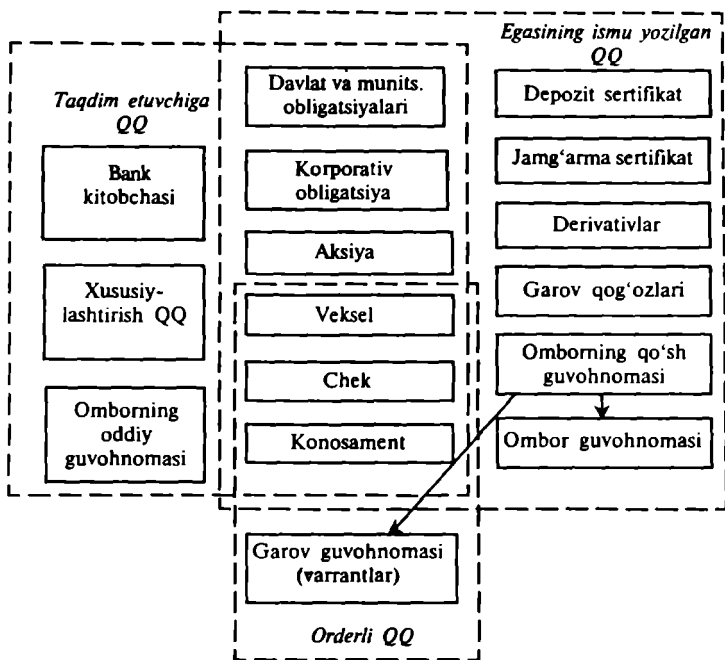 Egasining ismu yozilgan
QQ
Taqdim etuvchiga
QQ
Bank
kitobchasi
Xususiy-
lashtirish QQ
Omborning
oddiy
guvohnomasi
Davlat va munits.
obligatsiyalari
Korporativ
obligatsiya
Aksiya
Veksel
Chek
Konosament
Depozit sertifikat
Jamg‘arma sertifikat
Derivativlar
Garov qog‘ozlari
Omborning qo‘sh
guvohnomasi
Ombor guvohnomasi
Garov guvohnomasi
(varrantlar)
Orderli QQ